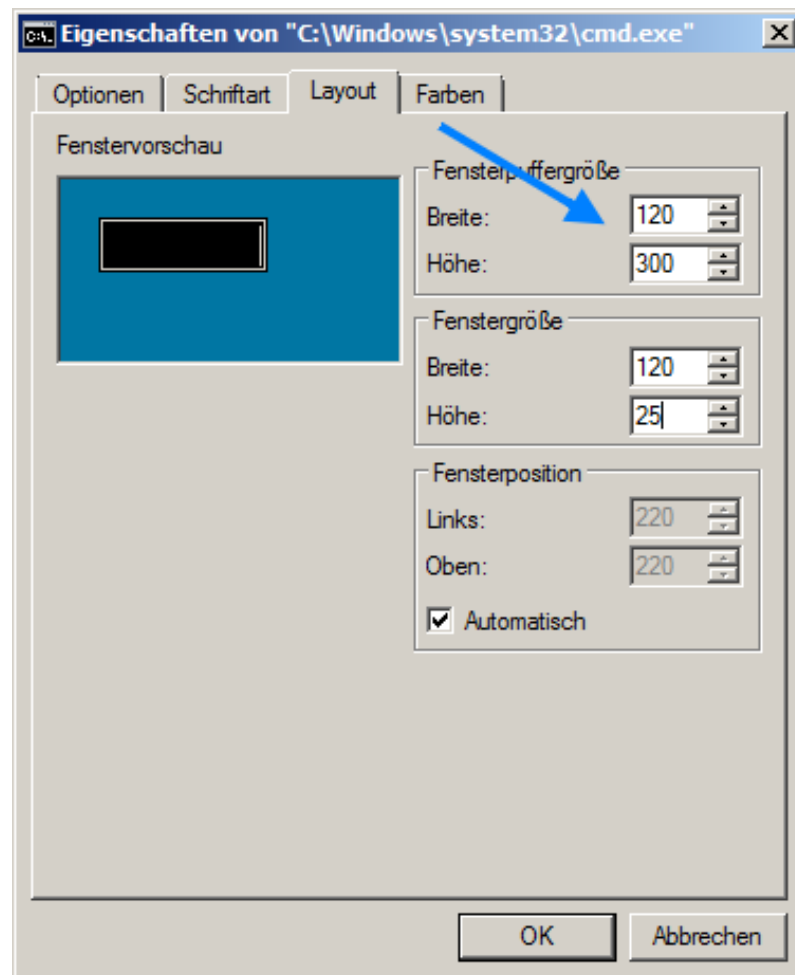 Eigenschaften von "C:\Windows\system32\cmd.exe"
Optionen Schriftart Layout Farben
Fenstervorschau
Fensterpuffergröße
Breite: 120
Höhe: 300
Fenstergröße
Breite: 120
Höhe: 25
Fensterposition
Links: 220
Oben: 220
Automatisch
OK Abbrechen